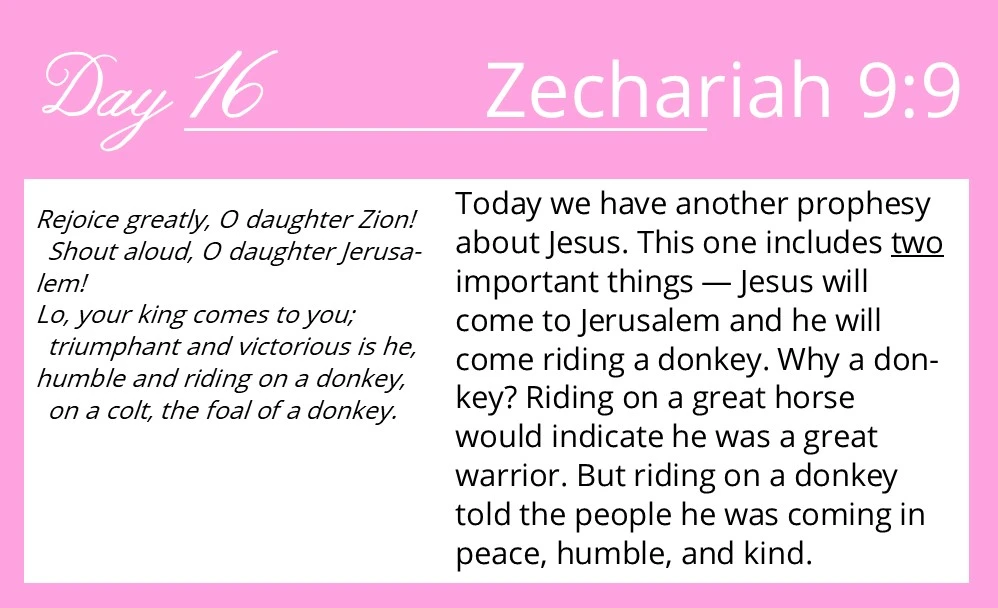 Day 16
Zechariah 9:9
Rejoice greatly, O daughter Zion!
Shout aloud, O daughter Jerusa-
lem!
Lo, your king comes to you;
triumphant and victorious is he,
humble and riding on a donkey,
on a colt, the foal of a donkey.
Today we have another prophesy
about Jesus. This one includes two
important things — Jesus will
come to Jerusalem and he will
come riding a donkey. Why a don-
key? Riding on a great horse
would indicate he was a great
warrior. But riding on a donkey
told the people he was coming in
peace, humble, and kind.